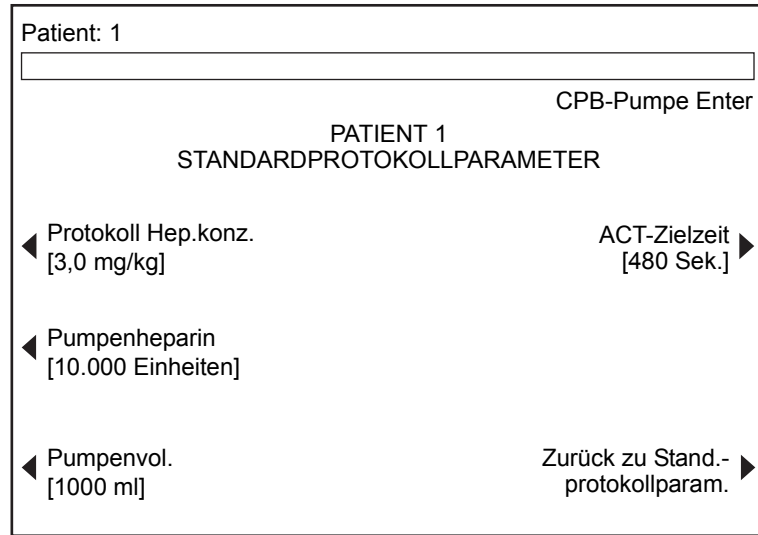 Patient: 1
CPB-Pumpe Enter
PATIENT 1
STANDARDPROTOKOLLPARAMETER
Protokoll Hep.konz.
[3,0 mg/kg]
ACT-Zielzeit
[480 Sek.]
Pumpenheparin
[10.000 Einheiten]
Pumpenvol.
[1000 ml]
Zurück zu Stand.-
protokollparam.